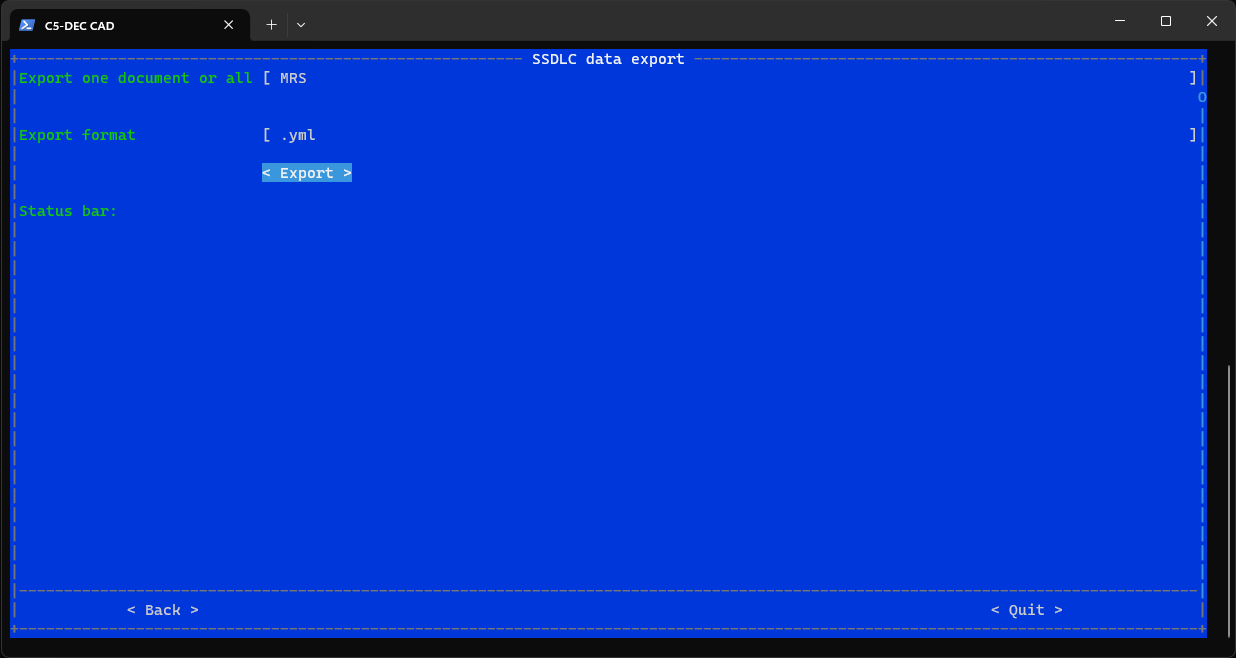 C5-DEC CAD
SSDLC data export
Export one document or all [ MRS ]
Export format [ .yml ]
< Export >
Status bar:
< Back > < Quit >